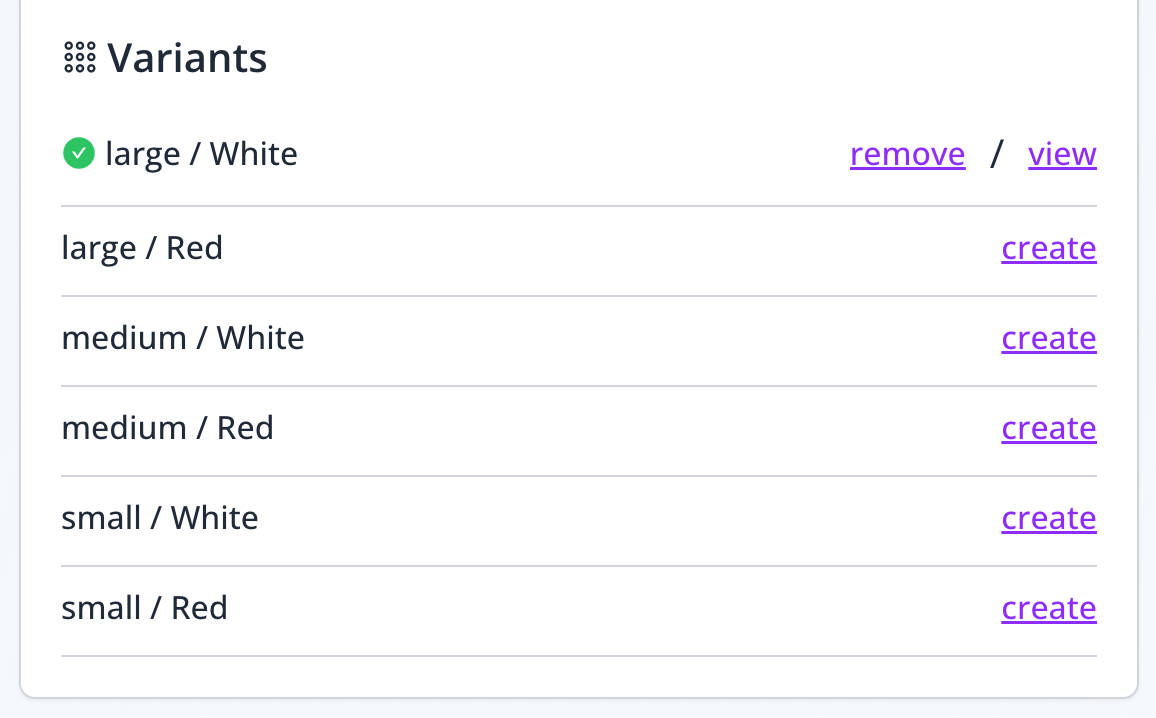 Variants
large / White remove / view
large / Red create
medium / White create
medium / Red create
small / White create
small / Red create